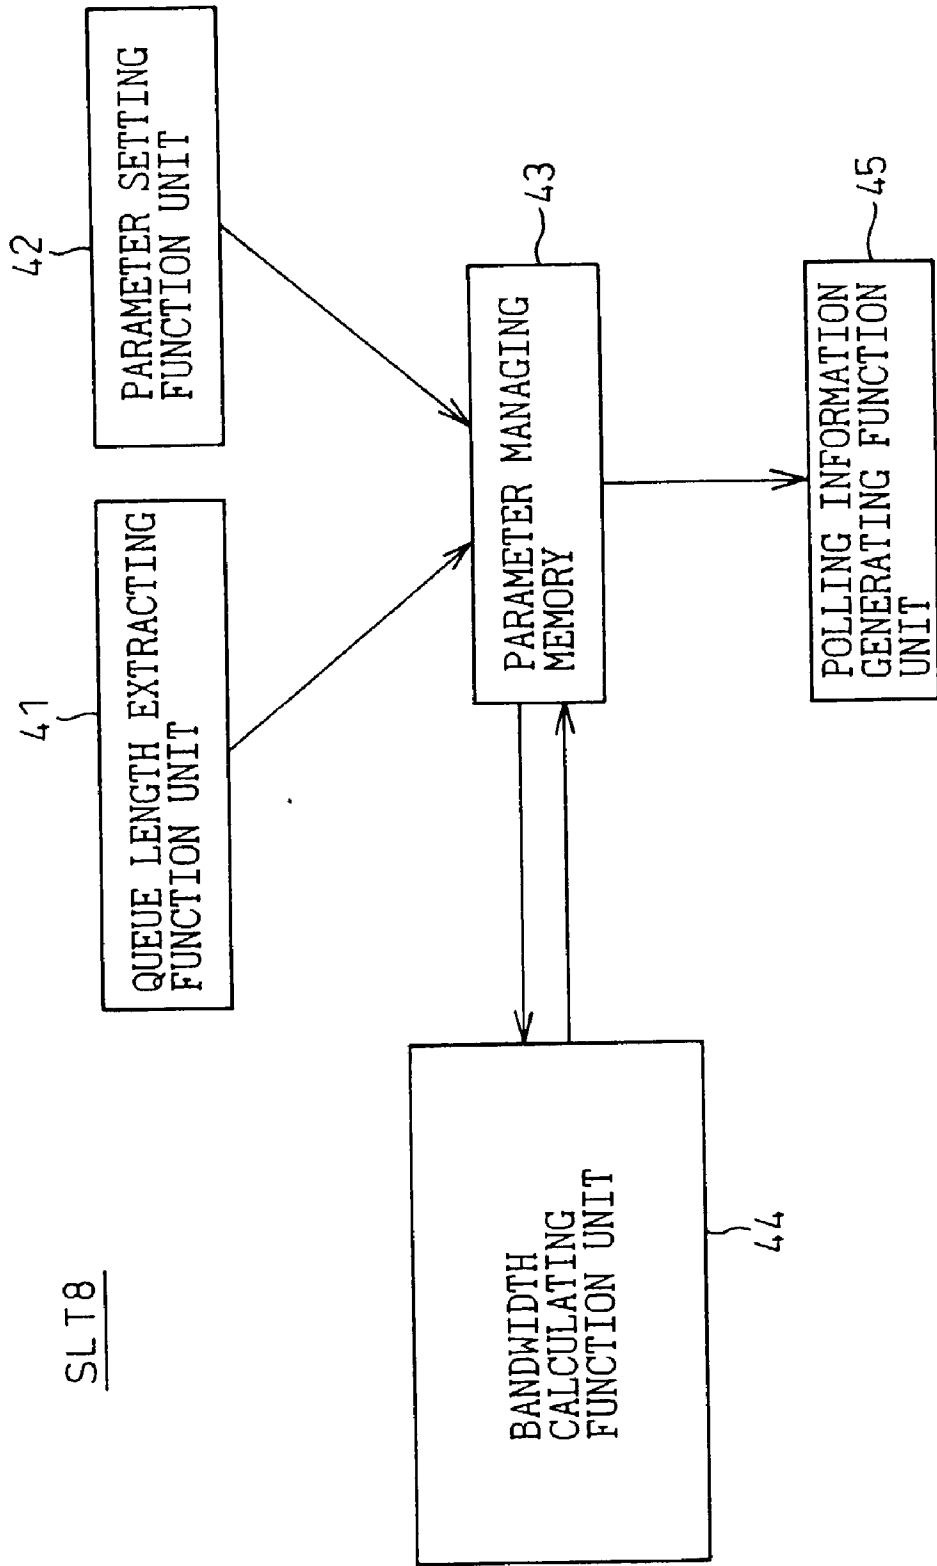 SLT8
41
QUEUE LENGTH EXTRACTING
FUNCTION UNIT
42
PARAMETER SETTING
FUNCTION UNIT
43
PARAMETER MANAGING
MEMORY
BANDWIDTH
CALCULATING
FUNCTION UNIT
44
45
POLLING INFORMATION
GENERATING FUNCTION
UNIT